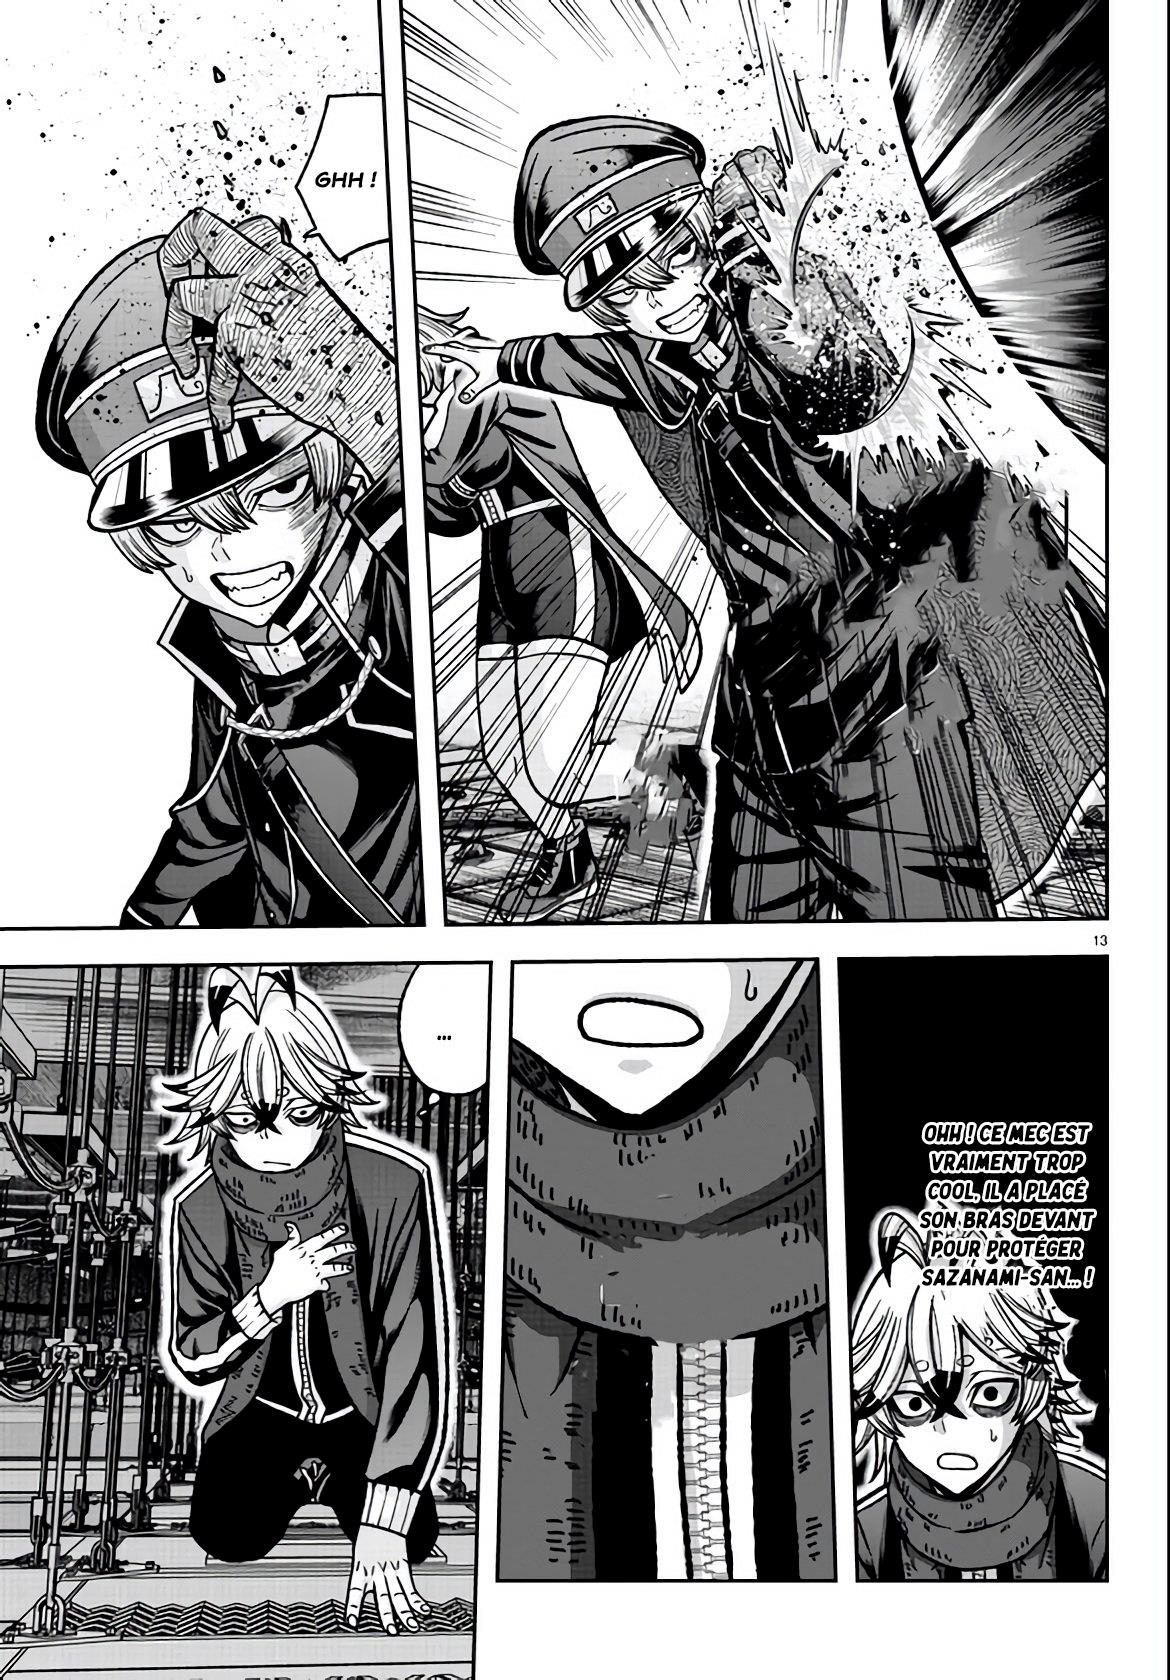 GHH !
13
OHH ! CE MEC EST
VRAIMENT TROP
COOL, IL A PLACÉ
SON BRAS DEVANT
POUR PROTÉGER
SAZANAMI-SAN... !
...